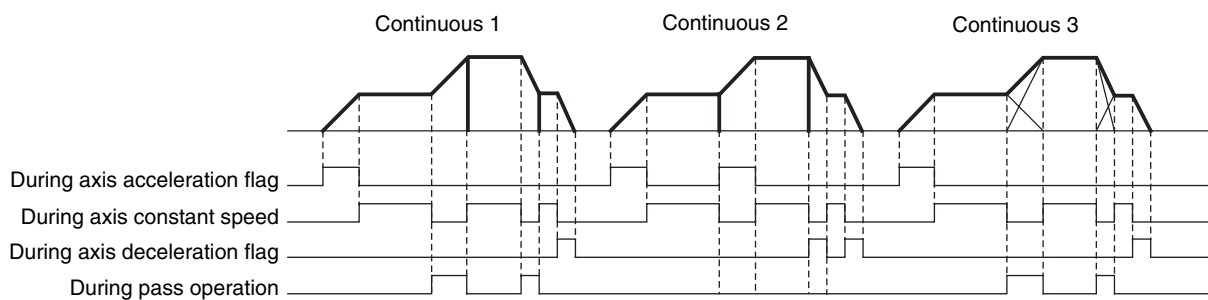 Continuous 1
Continuous 2
Continuous 3
During axis acceleration flag
During axis constant speed
During axis deceleration flag
During pass operation